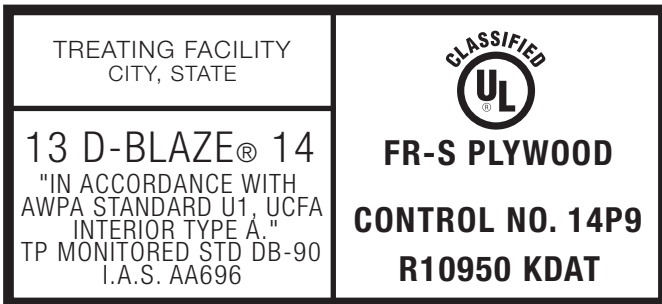 TREATING FACILITY
CITY, STATE
13 D-BLAZE® 14
"IN ACCORDANCE WITH
AWPA STANDARD U1, UCFA
INTERIOR TYPE A."
TP MONITORED STD DB-90
I.A.S. AA696
CLASSIFIED
UL®
FR-S PLYWOOD
CONTROL NO. 14P9
R10950 KDAT